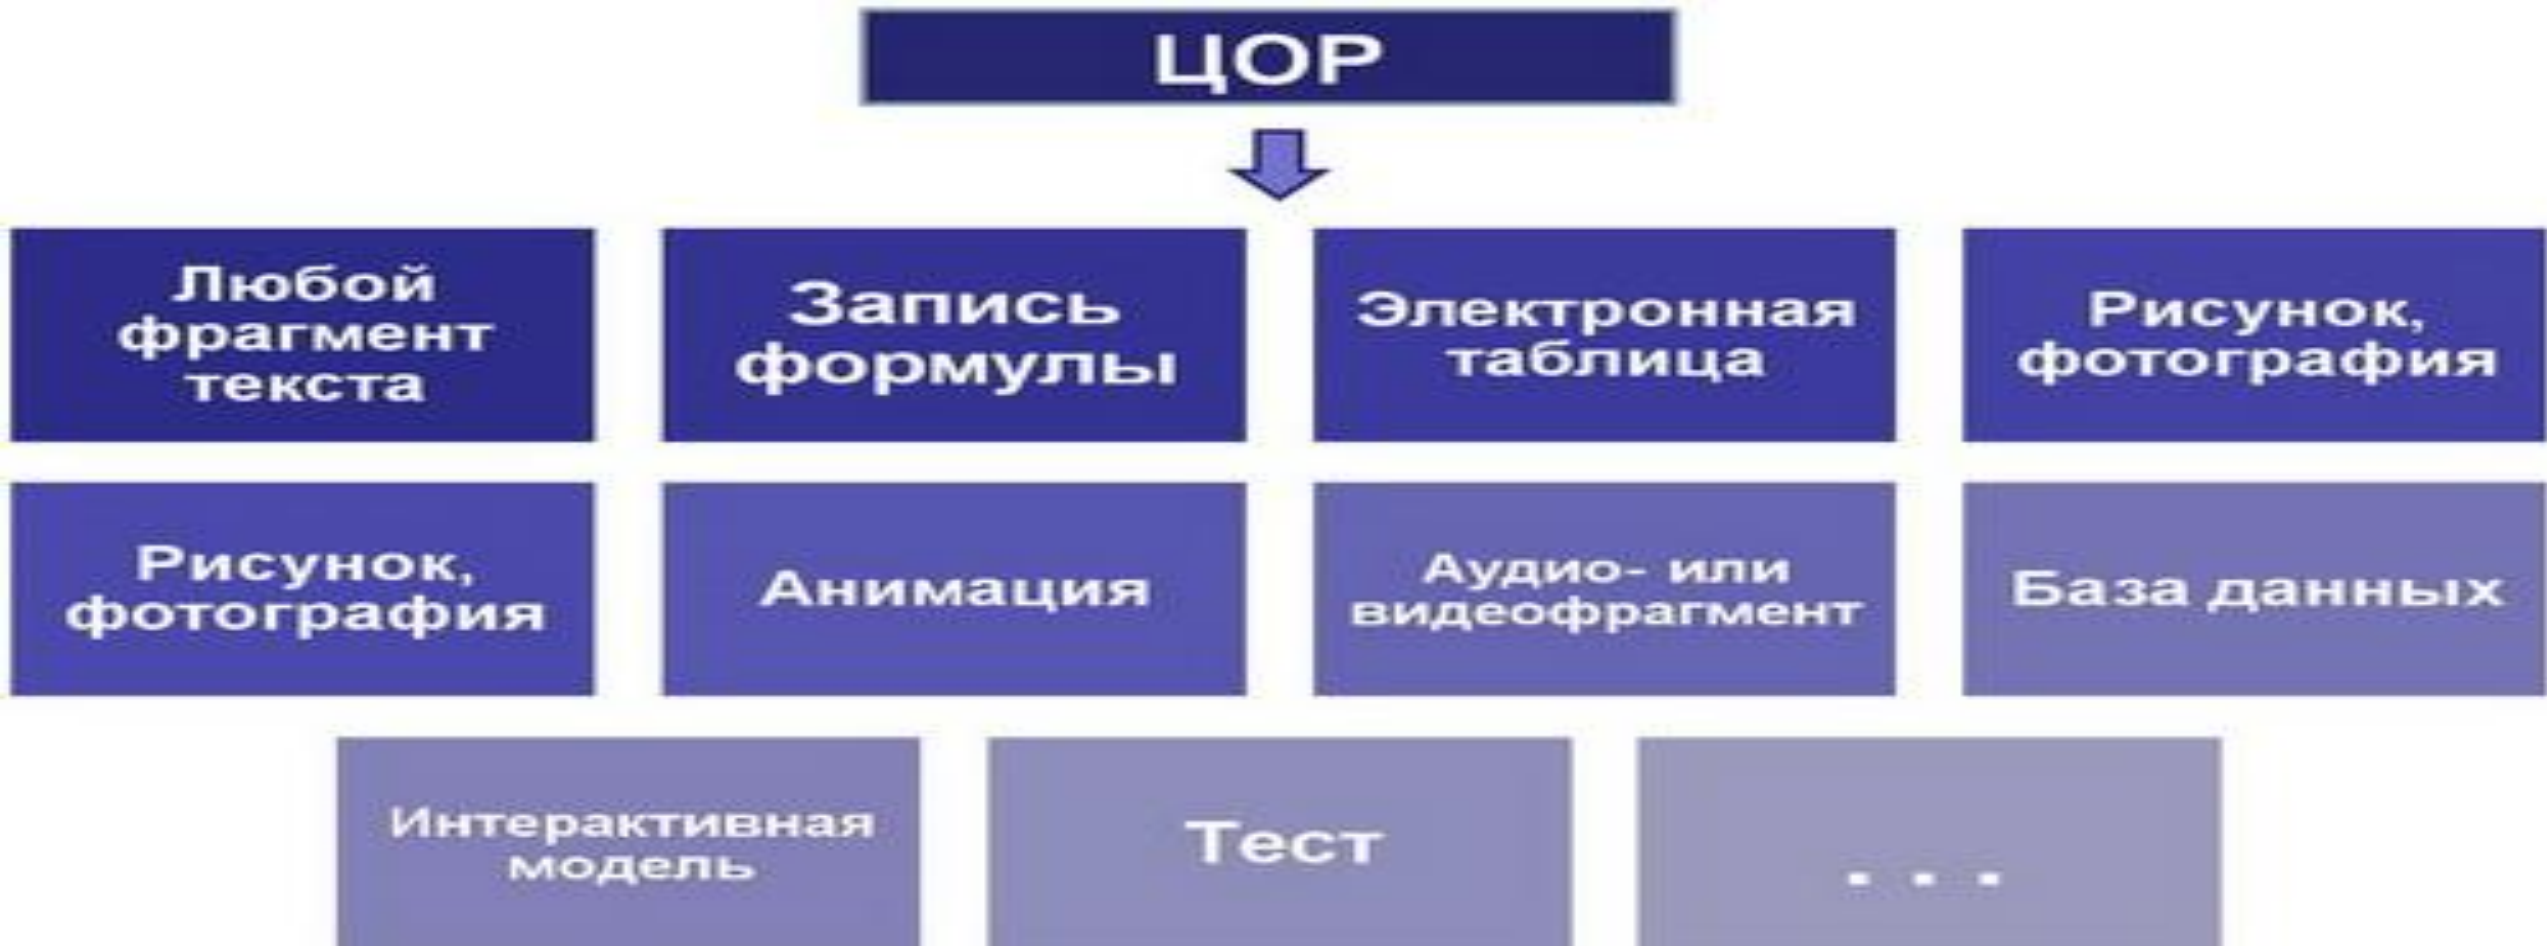 ЦОР
Любой
фрагмент
текста
Запись
формулы
Электронная
таблица
Рисунок,
фотография
Рисунок,
фотография
Анимация
Аудио- или
видеофрагмент
База данных
Интерактивная
модель
Тест
. . .